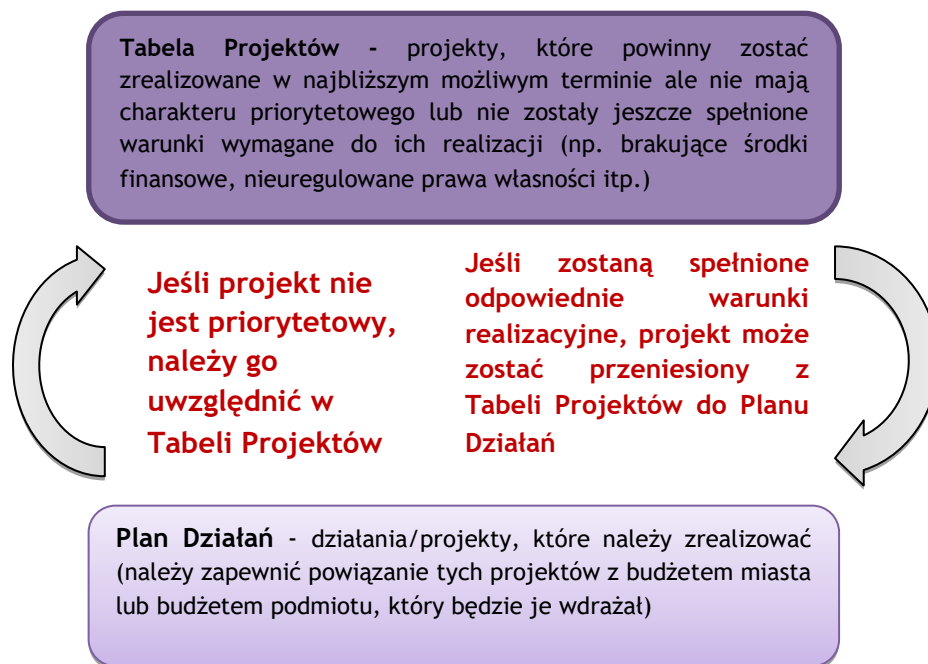 Tabela Projektów - projekty, które powinny zostać
zrealizowane w najbliższym możliwym terminie ale nie mają
charakteru priorytetowego lub nie zostały jeszcze spełnione
warunki wymagane do ich realizacji (np. brakujące środki
finansowe, nieuregulowane prawa własności itp.)
Jeśli projekt nie
jest priorytetowy,
należy go
uwzględnić w
Tabeli Projektów
Jeśli zostaną spełnione
odpowiednie warunki
realizacyjne, projekt może
zostać przeniesiony z
Tabeli Projektów do Planu
Działań
Plan Działań - działania/projekty, które należy zrealizować
(należy zapewnić powiązanie tych projektów z budżetem miasta
lub budżetem podmiotu, który będzie je wdrażał)